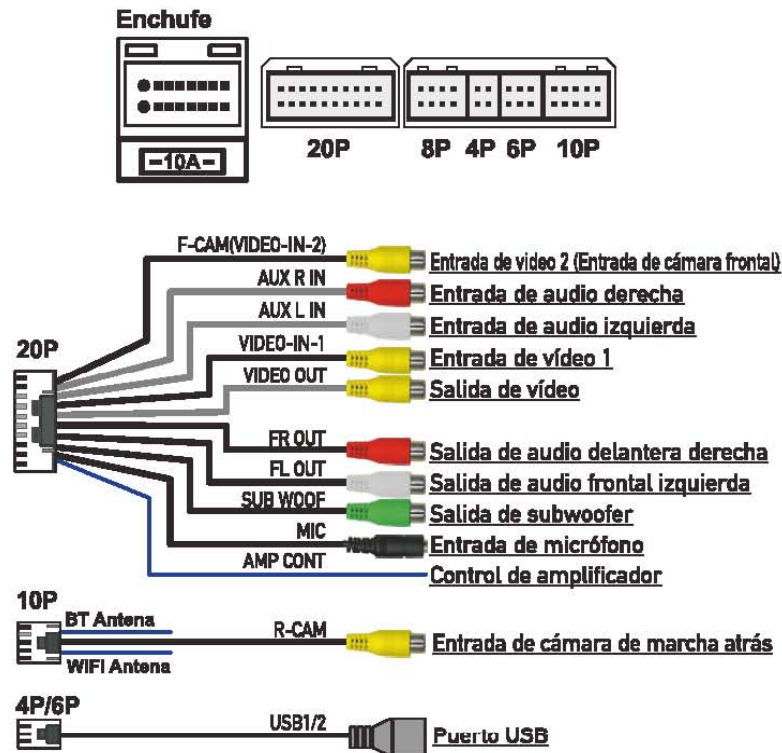 Enchufe
-10A-
20P
8P 4P 6P 10P
F-CAM(VIDEO-IN-2) Entrada de video 2 (Entrada de cámara frontal)
AUX R IN Entrada de audio derecha
AUX L IN Entrada de audio izquierda
20P
VIDEO-IN-1 Entrada de vídeo 1
VIDEO OUT Salida de vídeo
FR OUT Salida de audio delantera derecha
FL OUT Salida de audio frontal izquierda
SUB WOOF Salida de subwoofer
MIC Entrada de micrófono
AMP CONT Control de amplificador
10P
BT Antena
R-CAM Entrada de cámara de marcha atrás
WIFI Antena
4P/6P
USB1/2 Puerto USB